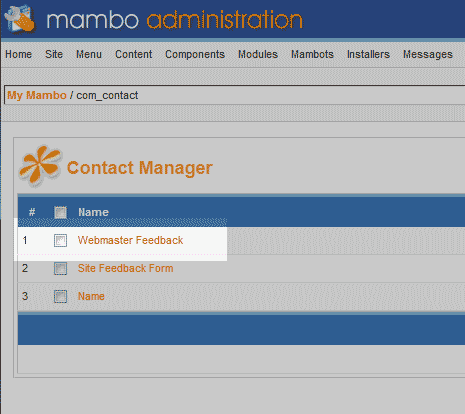 mambo administration
Home Site Menu Content Components Modules Mambots Installers Messages
My Mambo / com_contact
Contact Manager
# Name
1 Webmaster Feedback
2 Site Feedback Form
3 Name